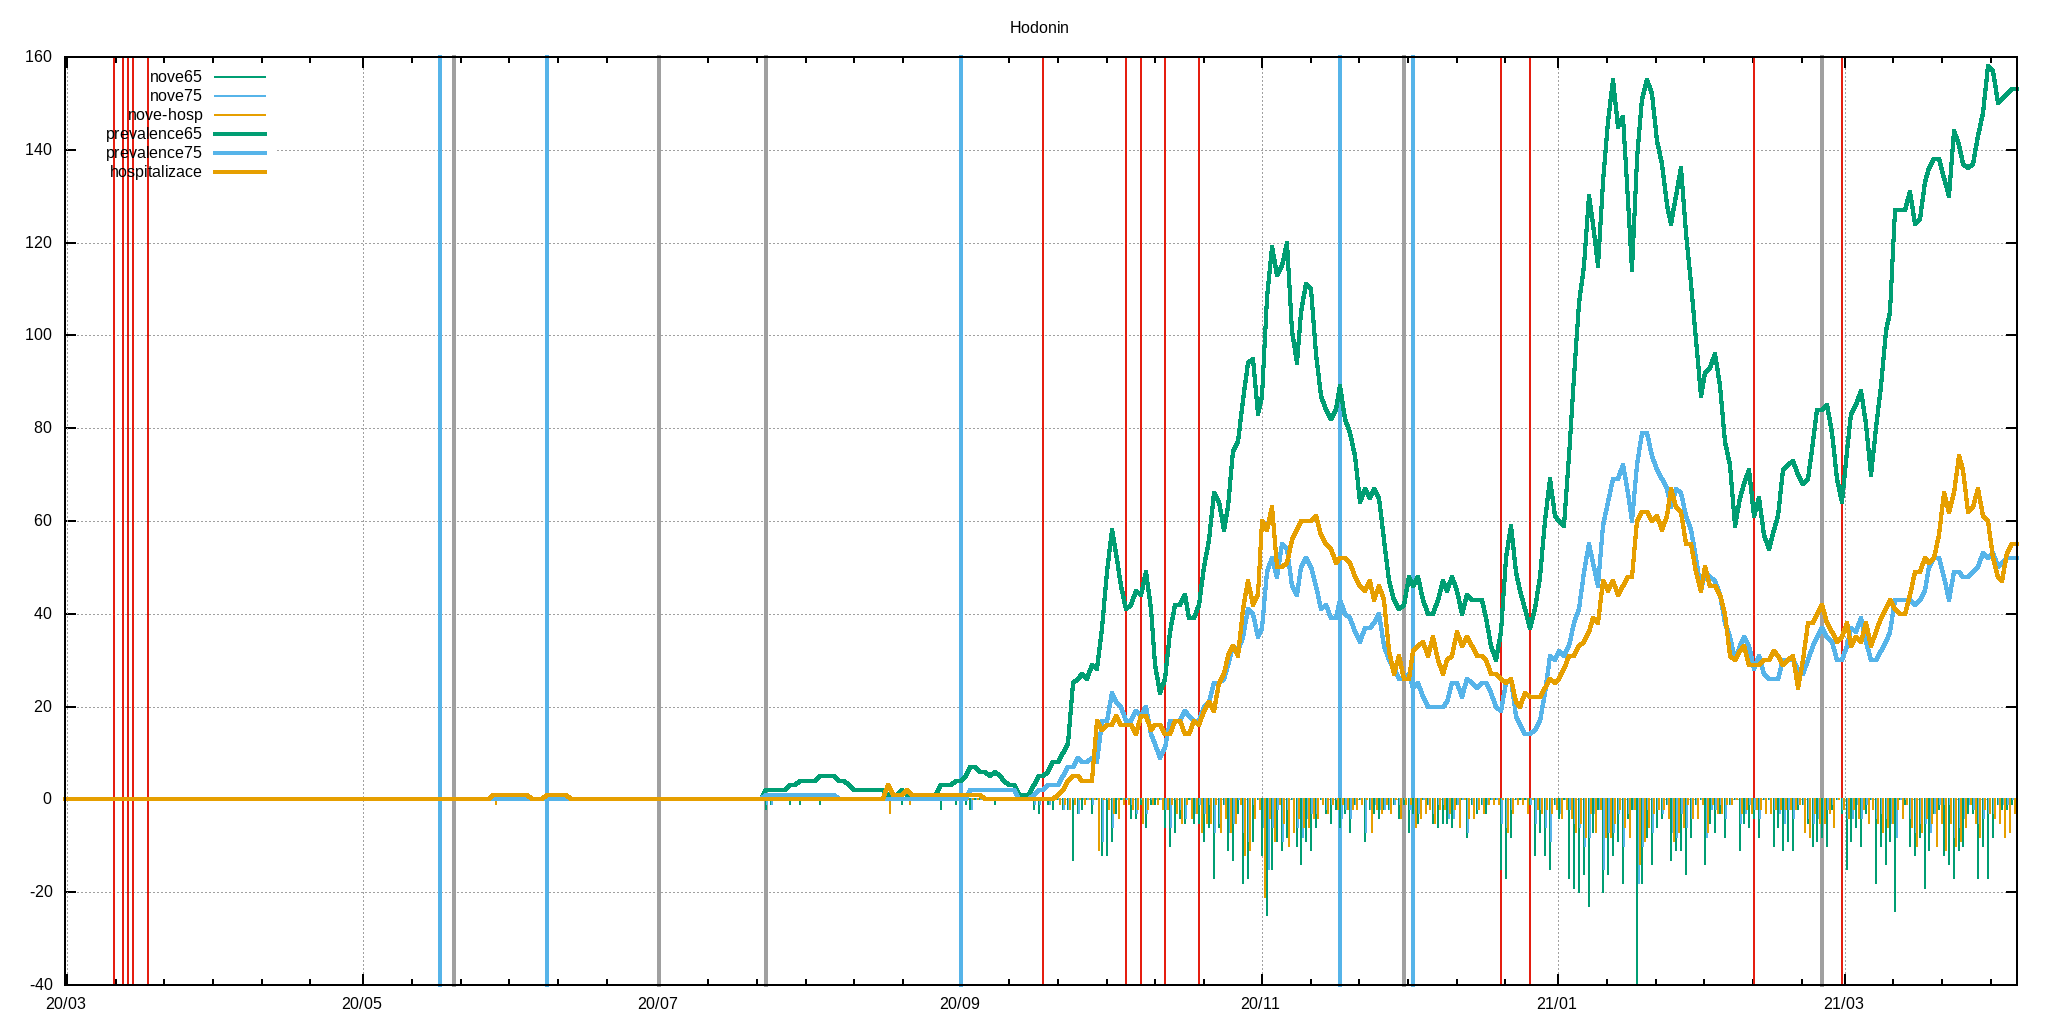 Hodonin
160
nove65
nove75
nove-hosp
prevalence65
prevalence75
hospitalizace
140
120
100
80
60
40
20
0
-20
-40
20/03 20/05 20/07 20/09 20/11 21/01 21/03